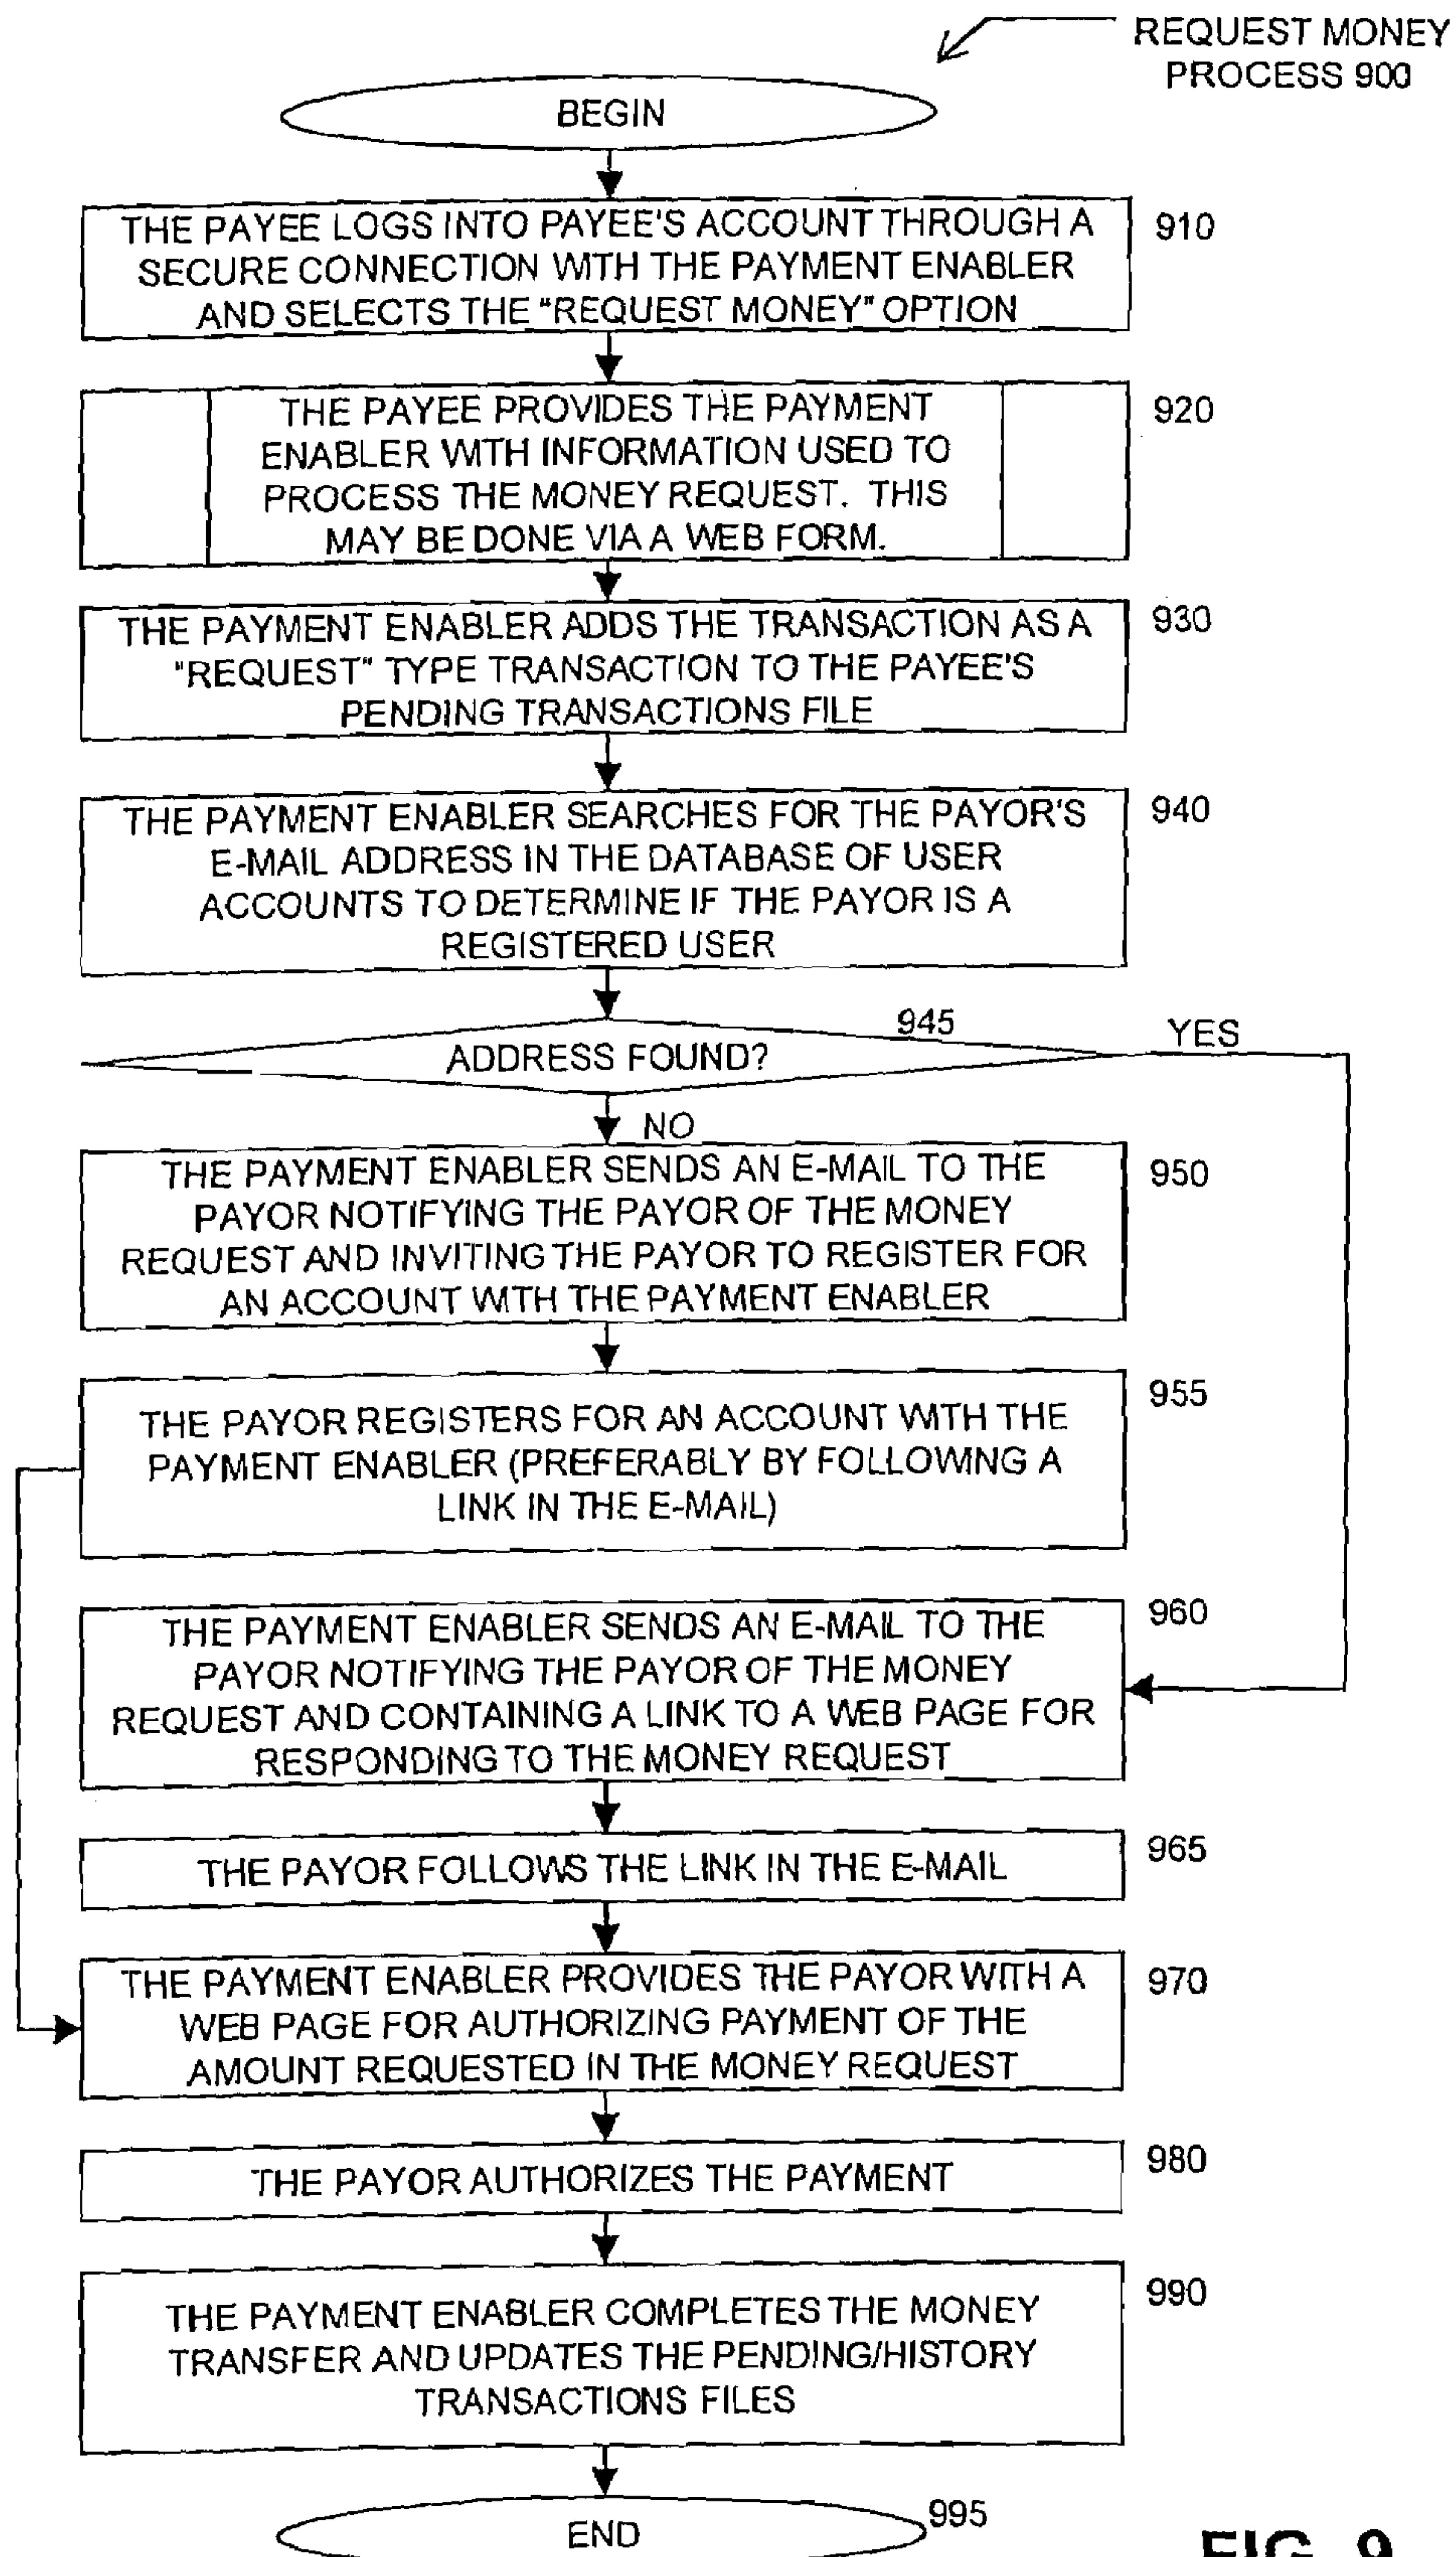 REQUEST MONEY
PROCESS 900
BEGIN
THE PAYEE LOGS INTO PAYEE'S ACCOUNT THROUGH A
SECURE CONNECTION WITH THE PAYMENT ENABLER
AND SELECTS THE "REQUEST MONEY" OPTION
910
THE PAYEE PROVIDES THE PAYMENT
ENABLER WITH INFORMATION USED TO
PROCESS THE MONEY REQUEST. THIS
MAY BE DONE VIA A WEB FORM.
920
THE PAYMENT ENABLER ADDS THE TRANSACTION AS A
"REQUEST" TYPE TRANSACTION TO THE PAYEE'S
PENDING TRANSACTIONS FILE
930
THE PAYMENT ENABLER SEARCHES FOR THE PAYOR'S
E-MAIL ADDRESS IN THE DATABASE OF USER
ACCOUNTS TO DETERMINE IF THE PAYOR IS A
REGISTERED USER
940
945
ADDRESS FOUND?
YES
NO
THE PAYMENT ENABLER SENDS AN E-MAIL TO THE
PAYOR NOTIFYING THE PAYOR OF THE MONEY
REQUEST AND INVITING THE PAYOR TO REGISTER FOR
AN ACCOUNT WITH THE PAYMENT ENABLER
950
THE PAYOR REGISTERS FOR AN ACCOUNT WITH THE
PAYMENT ENABLER (PREFERABLY BY FOLLOWING A
LINK IN THE E-MAIL)
955
THE PAYMENT ENABLER SENDS AN E-MAIL TO THE
PAYOR NOTIFYING THE PAYOR OF THE MONEY
REQUEST AND CONTAINING A LINK TO A WEB PAGE FOR
RESPONDING TO THE MONEY REQUEST
960
THE PAYOR FOLLOWS THE LINK IN THE E-MAIL
965
THE PAYMENT ENABLER PROVIDES THE PAYOR WITH A
WEB PAGE FOR AUTHORIZING PAYMENT OF THE
AMOUNT REQUESTED IN THE MONEY REQUEST
970
THE PAYOR AUTHORIZES THE PAYMENT
980
THE PAYMENT ENABLER COMPLETES THE MONEY
TRANSFER AND UPDATES THE PENDING/HISTORY
TRANSACTIONS FILES
990
END
995
FIG. 9